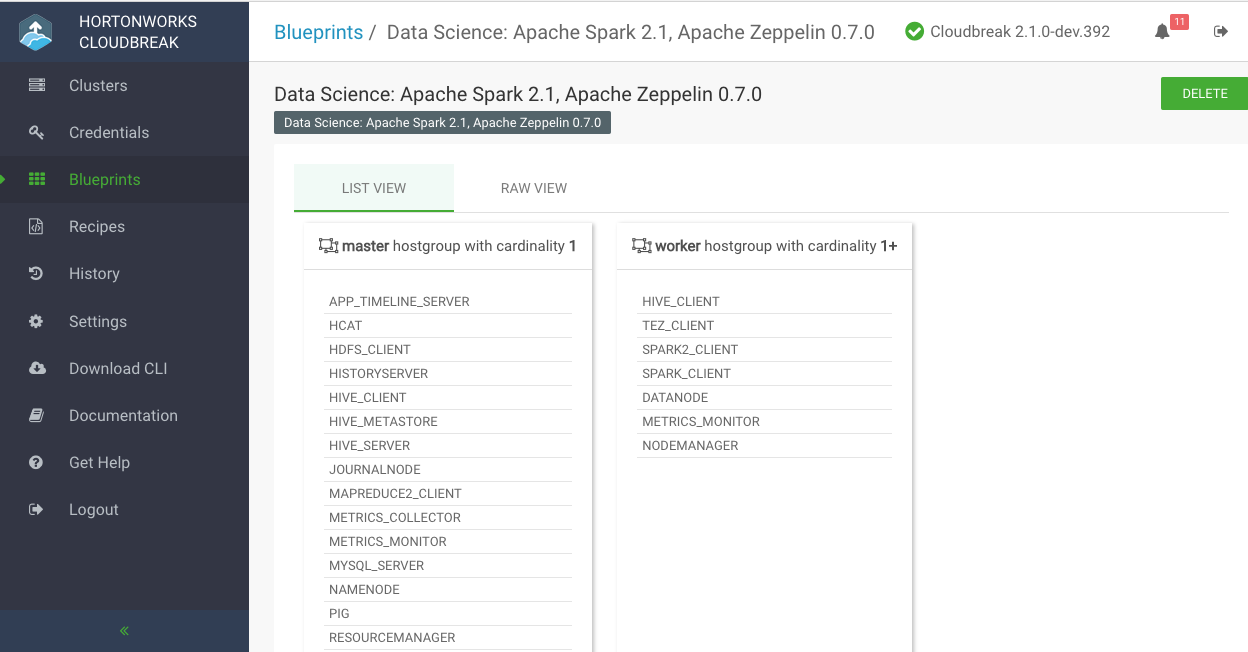 HORTONWORKS
CLOUDBREAK
Clusters
Credentials
Blueprints
Recipes
History
Settings
Download CLI
Documentation
Get Help
Logout
Blueprints / Data Science: Apache Spark 2.1, Apache Zeppelin 0.7.0
Cloudbreak 2.1.0-dev.392
11
Data Science: Apache Spark 2.1, Apache Zeppelin 0.7.0
DELETE
Data Science: Apache Spark 2.1, Apache Zeppelin 0.7.0
LIST VIEW
RAW VIEW
master hostgroup with cardinality 1
APP_TIMELINE_SERVER
HCAT
HDFS_CLIENT
HISTORYSERVER
HIVE_CLIENT
HIVE_METASTORE
HIVE_SERVER
JOURNALNODE
MAPREDUCE2_CLIENT
METRICS_COLLECTOR
METRICS_MONITOR
MYSQL_SERVER
NAMENODE
PIG
RESOURCEMANAGER
worker hostgroup with cardinality 1+
HIVE_CLIENT
TEZ_CLIENT
SPARK2_CLIENT
SPARK_CLIENT
DATANODE
METRICS_MONITOR
NODEMANAGER